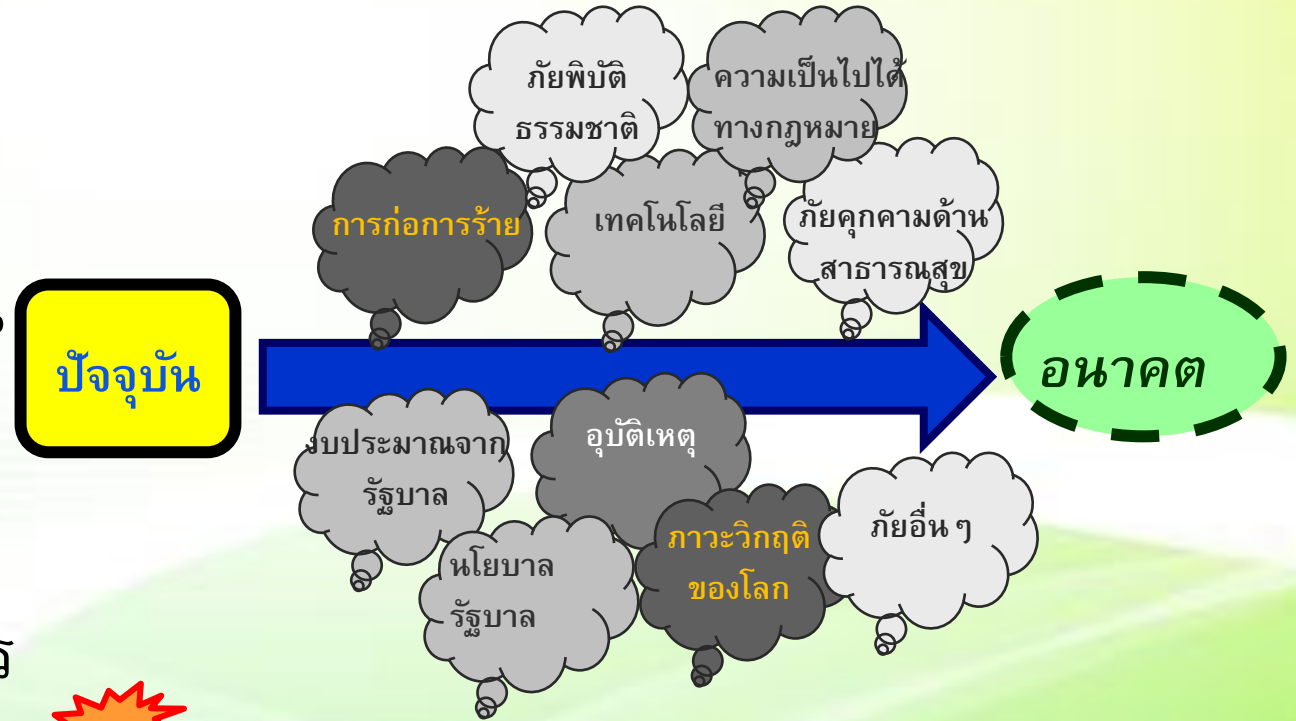 ภัยพิบัติ
ธรรมชาติ
ความเป็นไปได้
ทางกฎหมาย
การก่อการร้าย
เทคโนโลยี
ภัยคุกคามด้าน
สาธารณสุข
ปัจจุบัน
อนาคต
งบประมาณจาก
รัฐบาล
อุบัติเหตุ
นโยบาล
รัฐบาล
ภาวะวิกฤติ
ของโลก
ภัยอื่น ๆ
ร